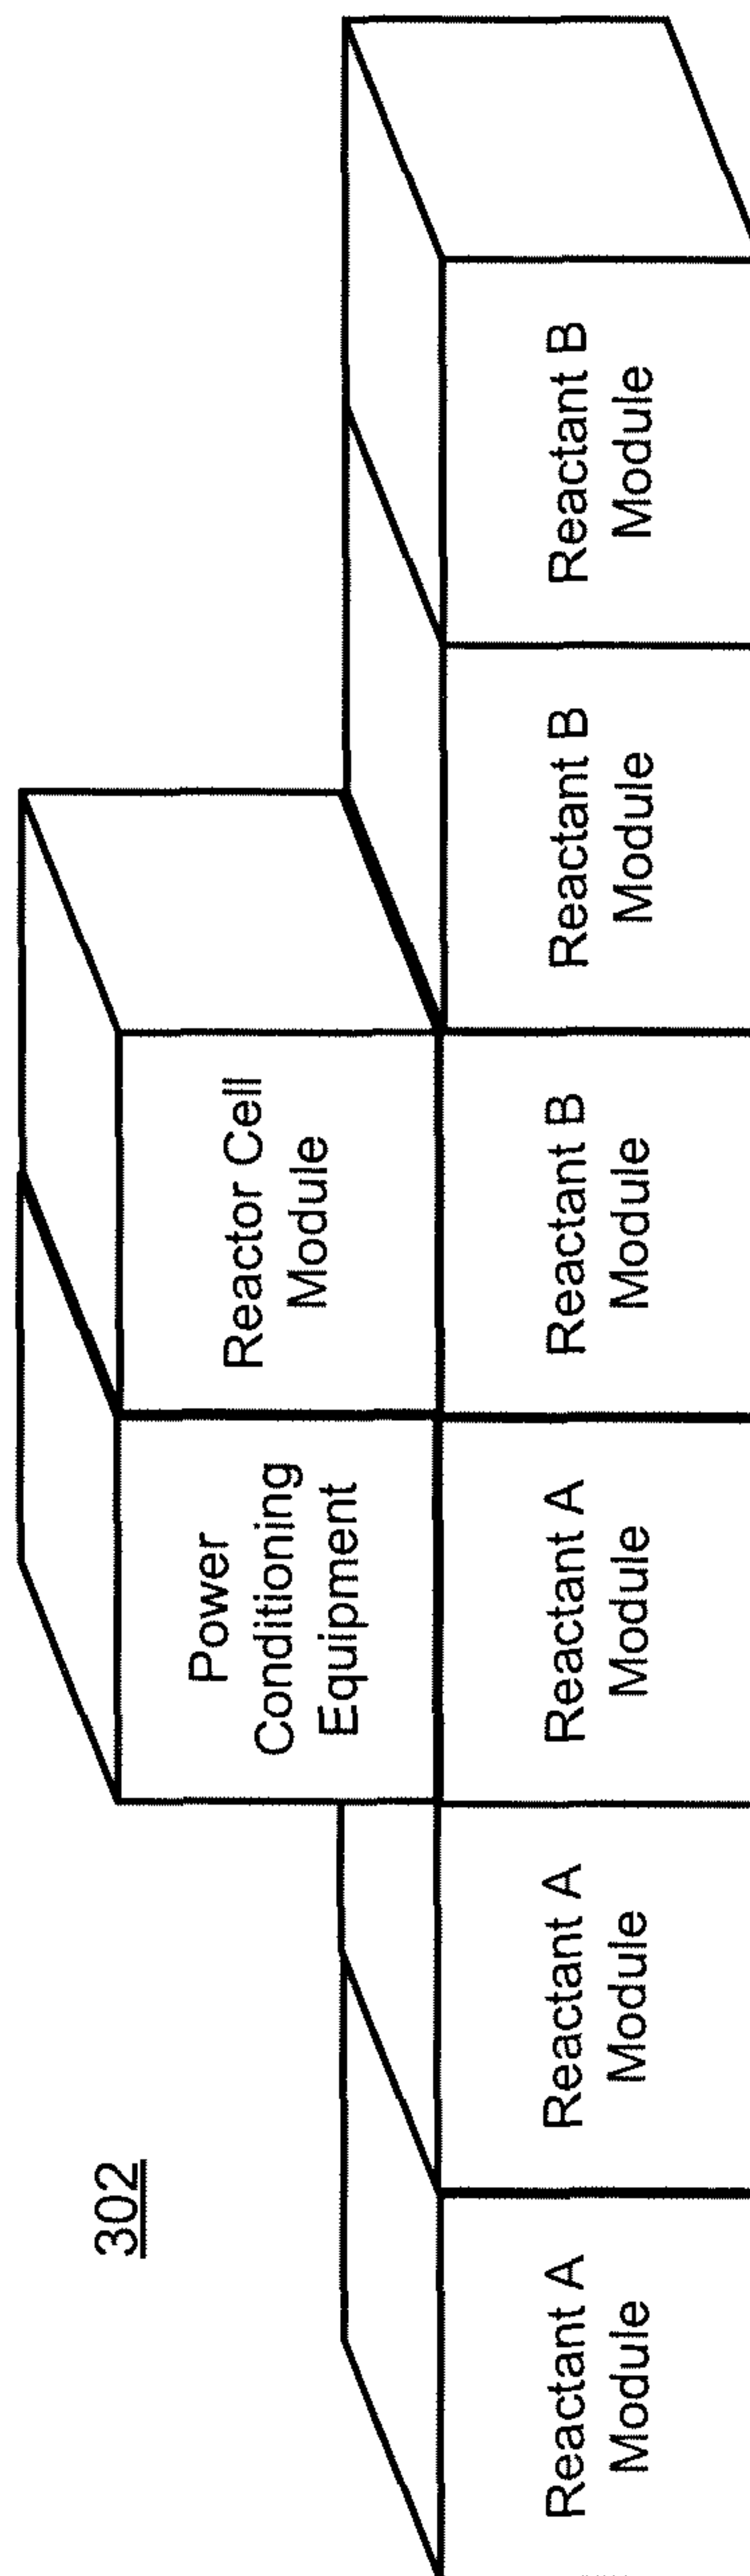 302
Power
Conditioning
Equipment
Reactor Cell
Module
Reactant A
Module
Reactant A
Module
Reactant A
Module
Reactant B
Module
Reactant B
Module
Reactant B
Module